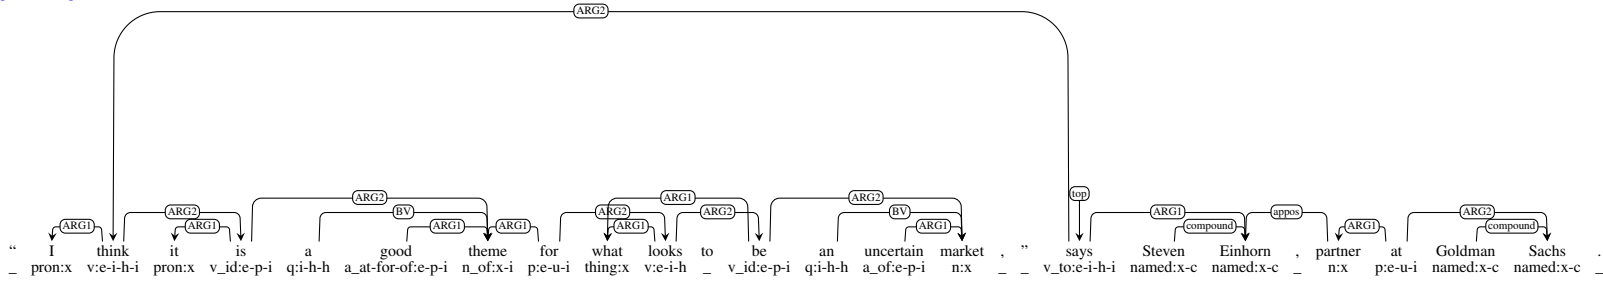 ARG2
top
ARG2 ARG1 ARG2
ARG2 BV ARG2 ARG2 BV ARG1 appos ARG2
ARG1 ARG1 ARG1 ARG1 ARG1 ARG1 compound ARG1 compound
“ I think it is a good theme for what looks to be an uncertain market , ” says Steven Einhorn , partner at Goldman Sachs .
_ pron:x v:e-i-h-i pron:x v_id:e-p-i q:i-h-h a_at-for-of:e-p-i n_of:x-i p:e-u-i thing:x v:e-i-h _ v_id:e-p-i q:i-h-h a_of:e-p-i n:x _ _ v_to:e-i-h-i named:x-c named:x-c _ n:x p:e-u-i named:x-c named:x-c _